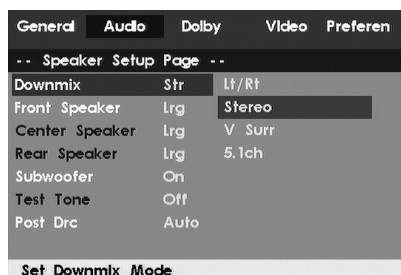 General Audio Dolby Video Preferen
-- Speaker Setup Page --
Downmix Str Lt/Rt
Front Speaker Lrg Stereo
Center Speaker Lrg V Surr
Rear Speaker Lrg 5.1ch
Subwoofer On
Test Tone Off
Post Drc Auto
Set Downmix Mode